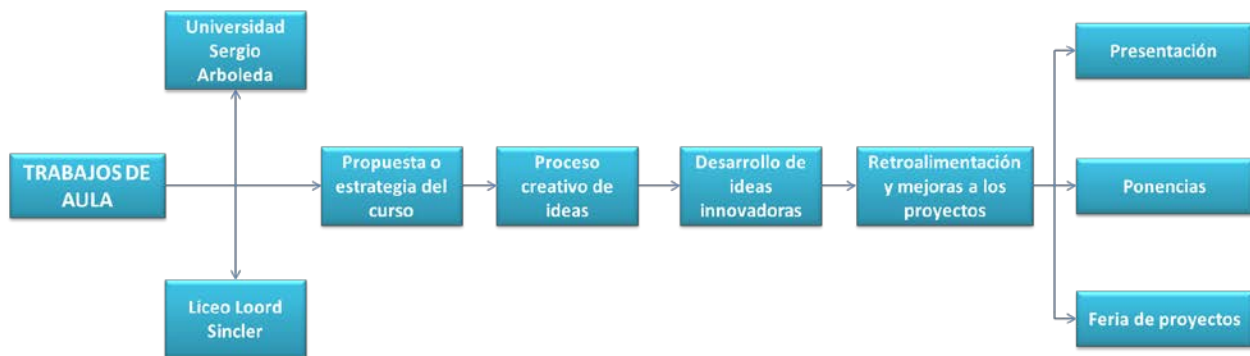 Universidad
Sergio
Arboleda
TRABAJOS DE
AULA
Liceo Loord
Sincler
Propuesta o
estrategia del
curso
Proceso
creativo de
ideas
Desarrollo de
ideas
innovadoras
Retroalimentación
y mejoras a los
proyectos
Presentación
Ponencias
Feria de proyectos